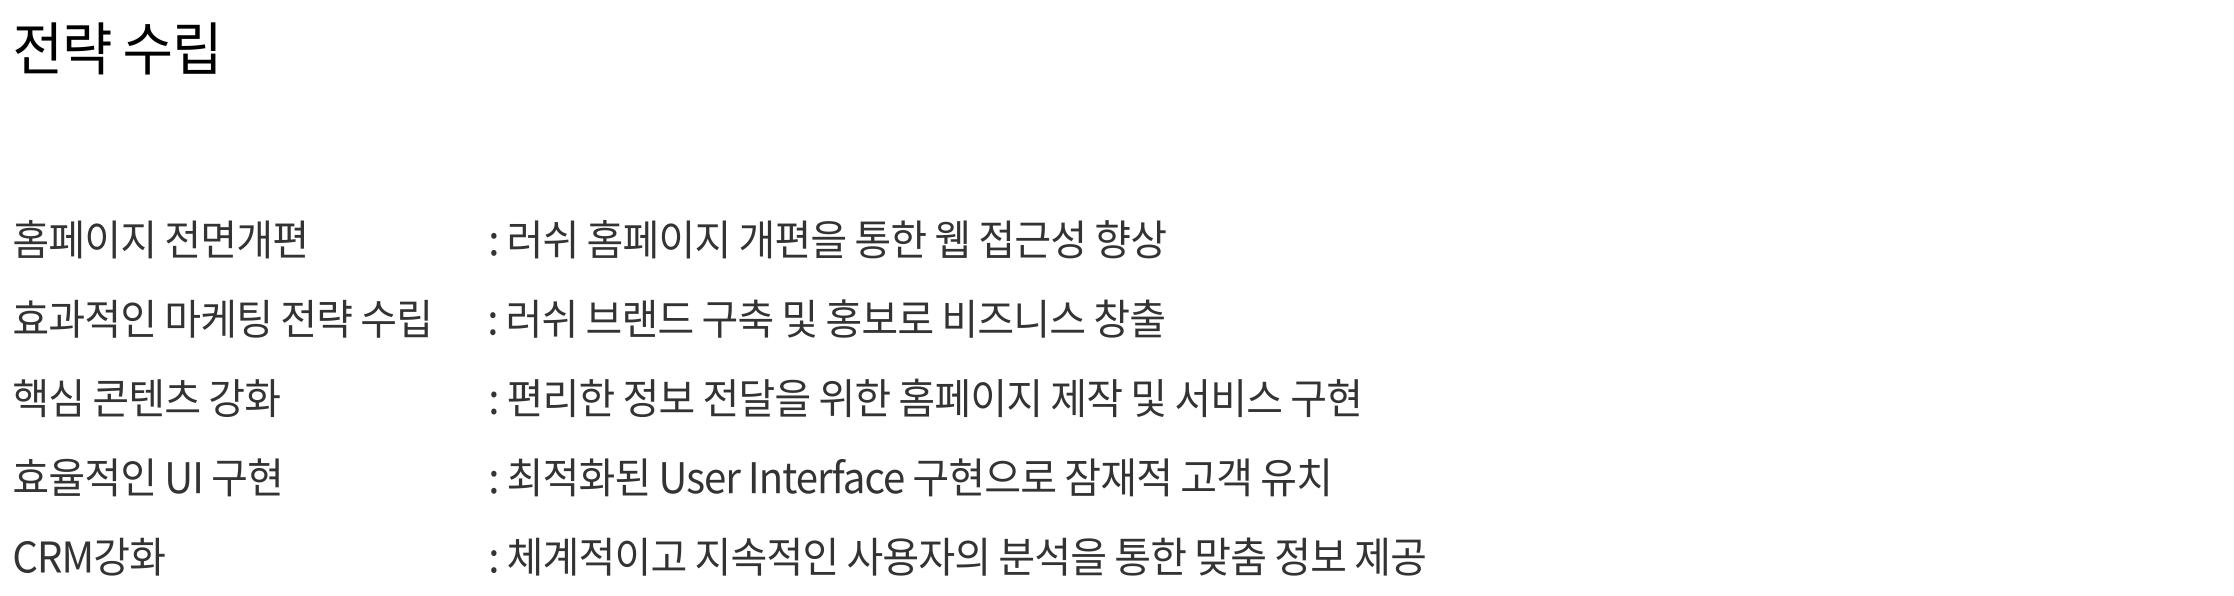 전략 수립
홈페이지 전면개편 : 러쉬 홈페이지 개편을 통한 웹 접근성 향상
효과적인 마케팅 전략 수립 : 러쉬 브랜드 구축 및 홍보로 비즈니스 창출
핵심 콘텐츠 강화 : 편리한 정보 전달을 위한 홈페이지 제작 및 서비스 구현
효율적인 UI 구현 : 최적화된 User Interface 구현으로 잠재적 고객 유치
CRM강화 : 체계적이고 지속적인 사용자의 분석을 통한 맞춤 정보 제공